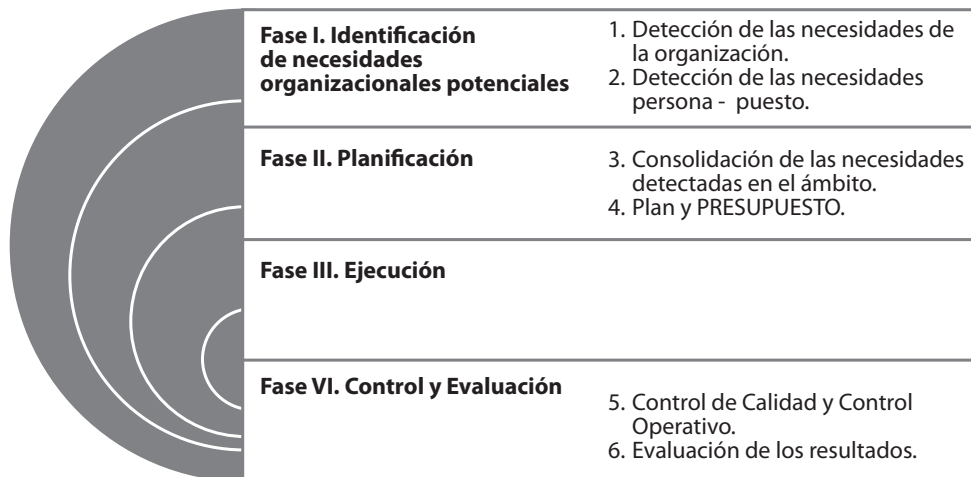 Fase I. Identificación
de necesidades
organizacionales potenciales
1. Detección de las necesidades de
la organización.
2. Detección de las necesidades
persona - puesto.
Fase II. Planificación
3. Consolidación de las necesidades
detectadas en el ámbito.
4. Plan y PRESUPUESTO.
Fase III. Ejecución
Fase VI. Control y Evaluación
5. Control de Calidad y Control
Operativo.
6. Evaluación de los resultados.